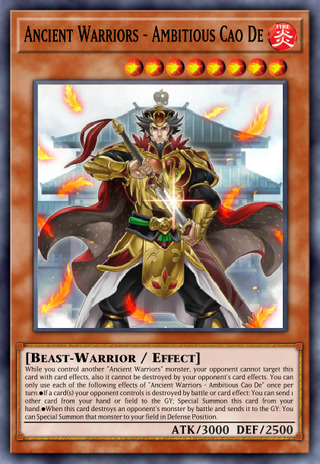 Ancient Warriors - Ambitious Cao De
FIRE
炎
[Beast-Warrior / Effect]
While you control another "Ancient Warriors" monster, your opponent cannot target this
card with card effects, also it cannot be destroyed by your opponent's card effects. You can
only use each of the following effects of "Ancient Warriors - Ambitious Cao De" once per
turn.●If a card(s) your opponent controls is destroyed by battle or card effect: You can send 1
other card from your hand or field to the GY; Special Summon this card from your
hand.●When this card destroys an opponent's monster by battle and sends it to the GY: You
can Special Summon that monster to your field in Defense Position.
ATK/3000 DEF/2500